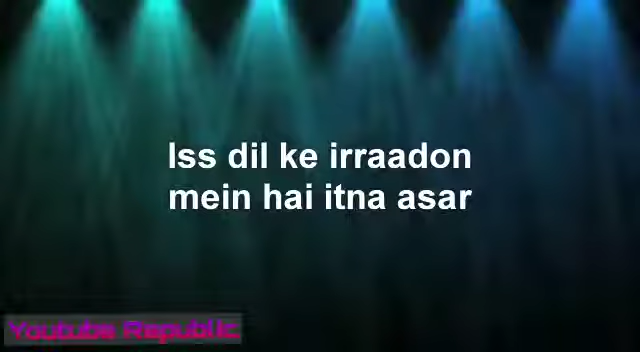 Iss dil ke irraadon
mein hai itna asar
Youtube Republic